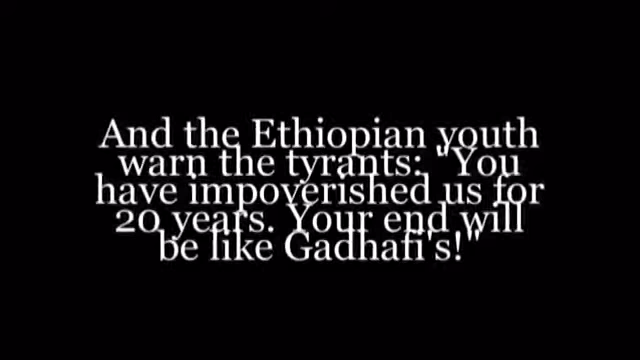 And the Ethiopian youth
warn the tyrants: "You
have impoverished us for
20 years. Your end will
be like Gadhafi's!"